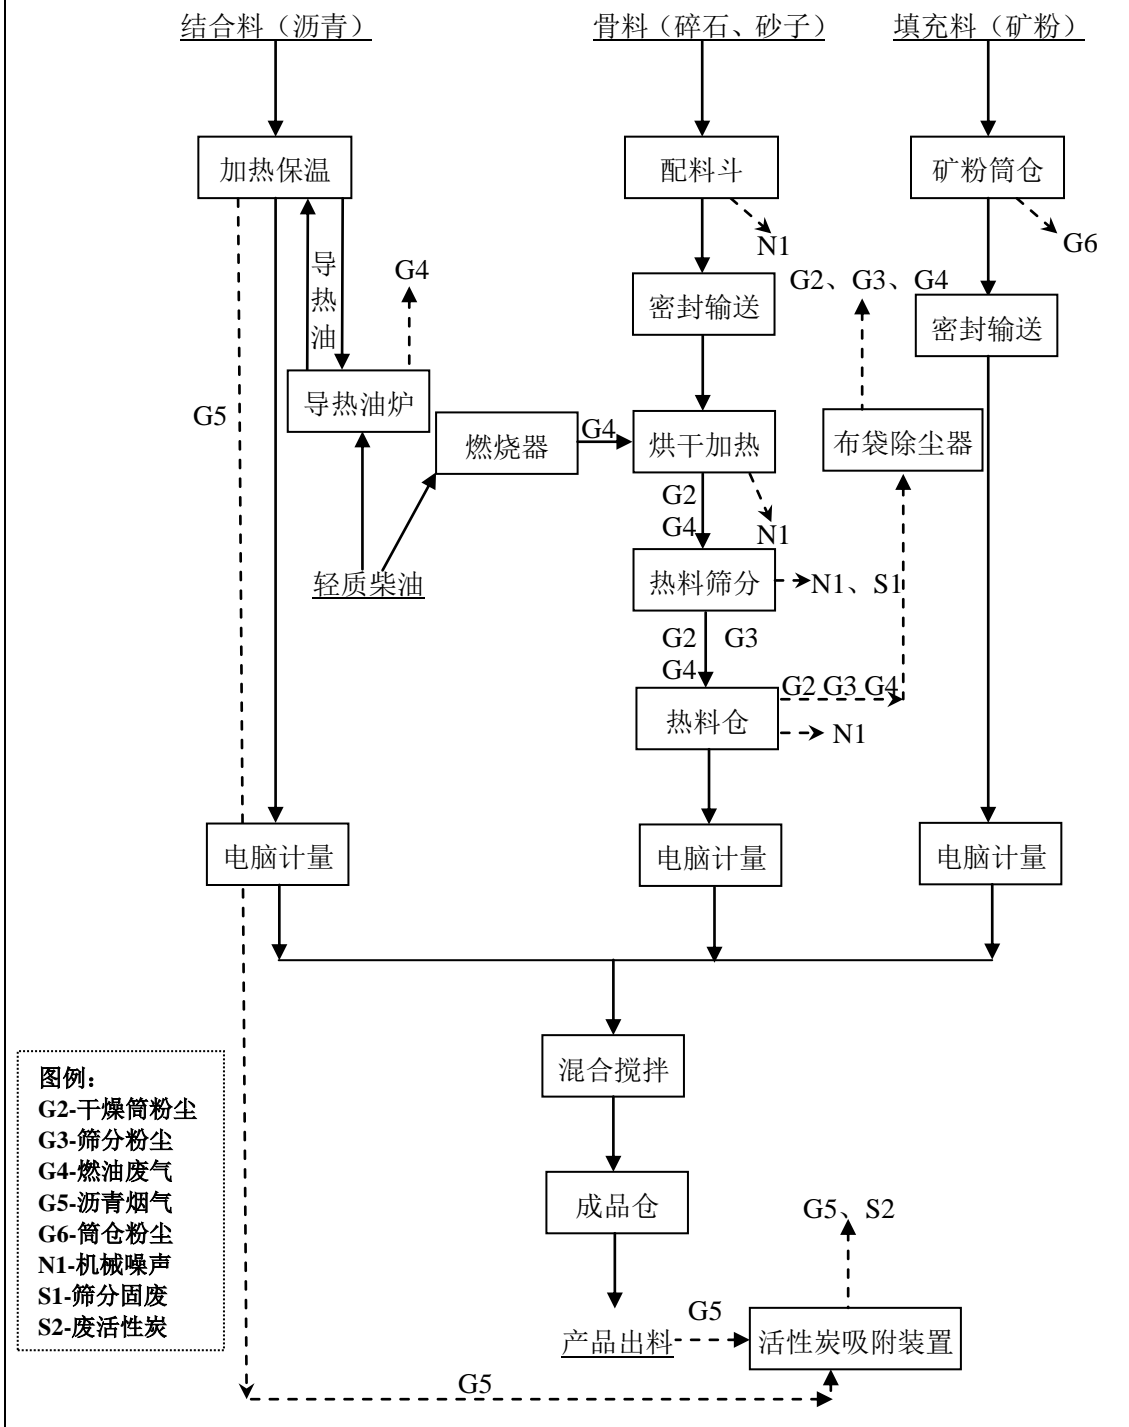 结合料（沥青）
骨料（碎石、砂子）
填充料（矿粉）
加热保温
配料斗
矿粉筒仓
N1
G6
导
热
油
G4
G2、G3、G4
密封输送
密封输送
导热油炉
G5
燃烧器
G4
烘干加热
布袋除尘器
G2
G4
N1
轻质柴油
热料筛分
N1、S1
G2
G3
G4
G2 G3 G4
热料仓
N1
电脑计量
电脑计量
电脑计量
混合搅拌
图例：
G2-干燥筒粉尘
G3-筛分粉尘
G4-燃油废气
G5-沥青烟气
G6-筒仓粉尘
N1-机械噪声
S1-筛分固废
S2-废活性炭
成品仓
G5、S2
G5
产品出料
活性炭吸附装置
G5